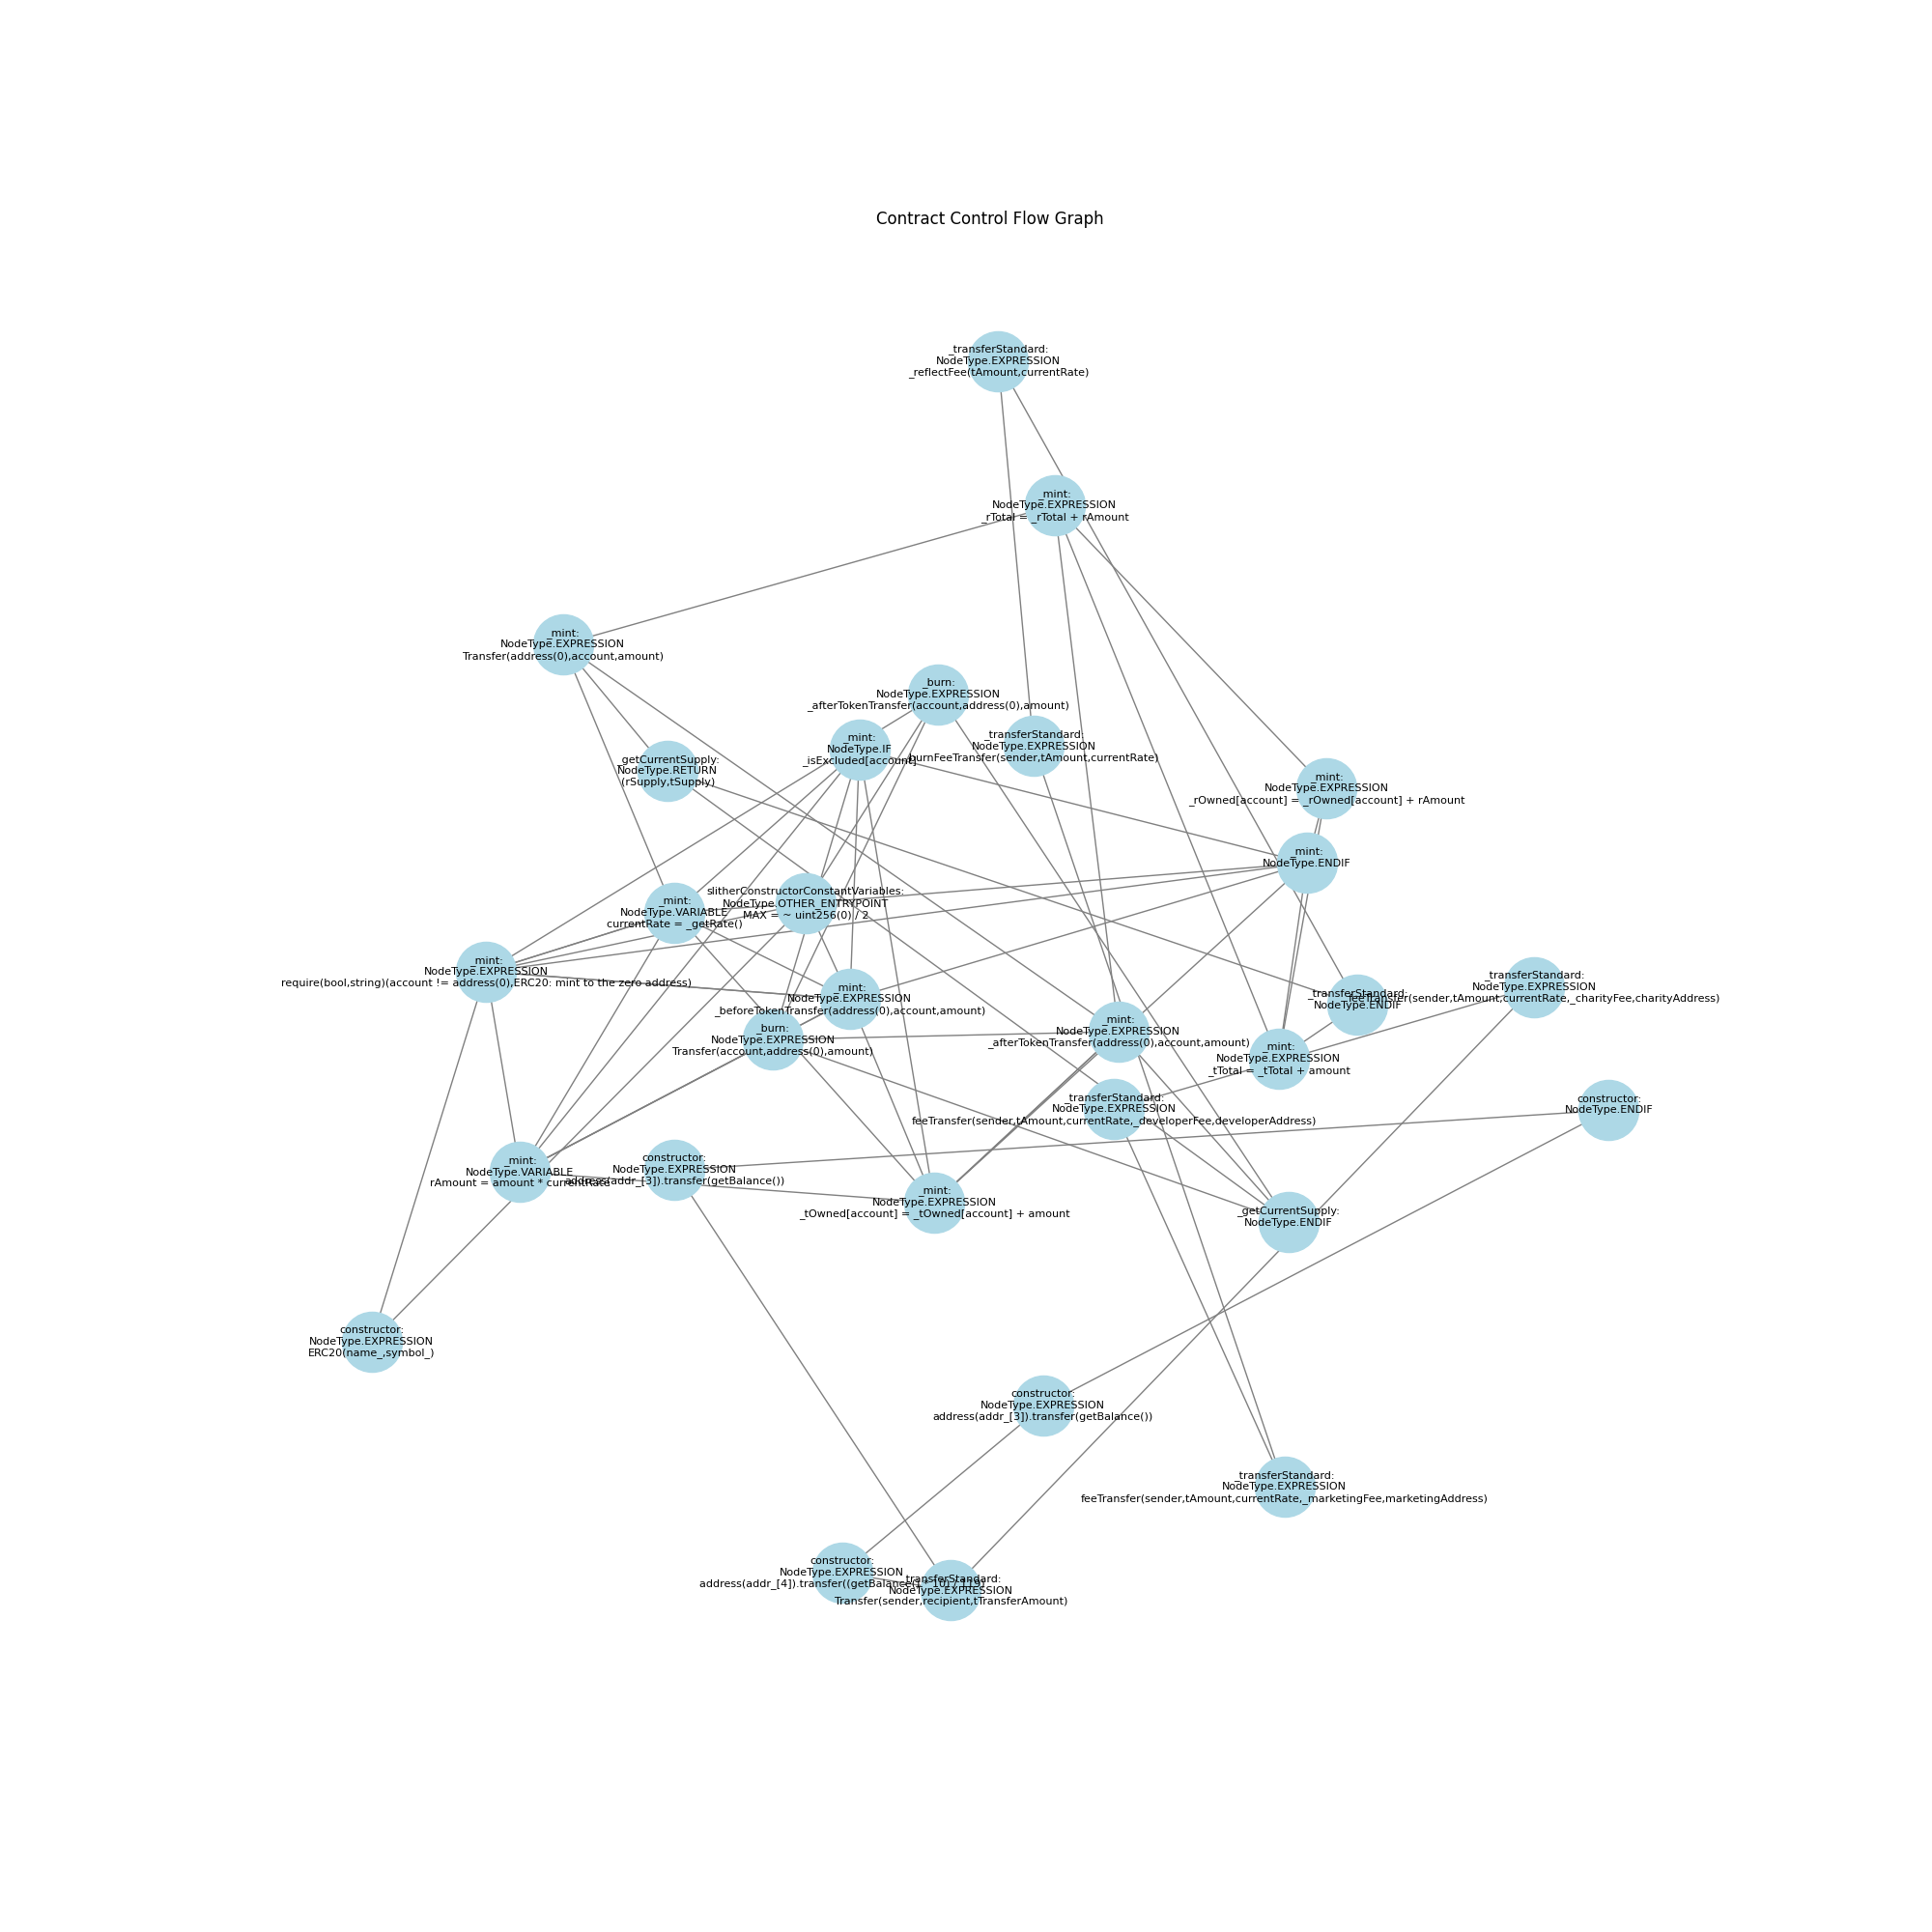 Contract Control Flow Graph
_transferStandard:
NodeType.EXPRESSION
_reflectFee(tAmount,currentRate)
_mint:
NodeType.EXPRESSION
_rTotal = _rTotal + rAmount
_mint:
NodeType.EXPRESSION
Transfer(address(0),account,amount)
_burn:
NodeType.EXPRESSION
_afterTokenTransfer(account,address(0),amount)
_mint:
NodeType.IF
_isExcluded[account]
_transferStandard:
NodeType.EXPRESSION
burnFeeTransfer(sender,tAmount,currentRate)
_getCurrentSupply:
NodeType.RETURN
(rSupply,tSupply)
_mint:
NodeType.EXPRESSION
_rOwned[account] = _rOwned[account] + rAmount
_mint:
NodeType.ENDIF
slitherConstructorConstantVariables:
NodeType.OTHER_ENTRYPOINT
MAX = ~ uint256(0) / 2
_mint:
NodeType.VARIABLE
currentRate = _getRate()
_mint:
NodeType.EXPRESSION
require(bool,string)(account != address(0),ERC20: mint to the zero address)
_transferStandard:
NodeType.EXPRESSION
feeTransfer(sender,tAmount,currentRate,_charityFee,charityAddress)
_mint:
NodeType.EXPRESSION
_beforeTokenTransfer(address(0),account,amount)
_transferStandard:
NodeType.ENDIF
_burn:
NodeType.EXPRESSION
Transfer(account,address(0),amount)
_mint:
NodeType.EXPRESSION
_afterTokenTransfer(address(0),account,amount)
_mint:
NodeType.EXPRESSION
_tTotal = _tTotal + amount
_transferStandard:
NodeType.EXPRESSION
feeTransfer(sender,tAmount,currentRate,_developerFee,developerAddress)
constructor:
NodeType.ENDIF
_mint:
NodeType.VARIABLE
rAmount = amount * currentRate
constructor:
NodeType.EXPRESSION
address(addr_[3]).transfer(getBalance())
_mint:
NodeType.EXPRESSION
_tOwned[account] = _tOwned[account] + amount
_getCurrentSupply:
NodeType.ENDIF
constructor:
NodeType.EXPRESSION
ERC20(name_,symbol_)
constructor:
NodeType.EXPRESSION
address(addr_[3]).transfer(getBalance())
_transferStandard:
NodeType.EXPRESSION
feeTransfer(sender,tAmount,currentRate,_marketingFee,marketingAddress)
constructor:
NodeType.EXPRESSION
address(addr_[4]).transfer((getBalance() * 10) / 119)
_transferStandard:
NodeType.EXPRESSION
Transfer(sender,recipient,tTransferAmount)